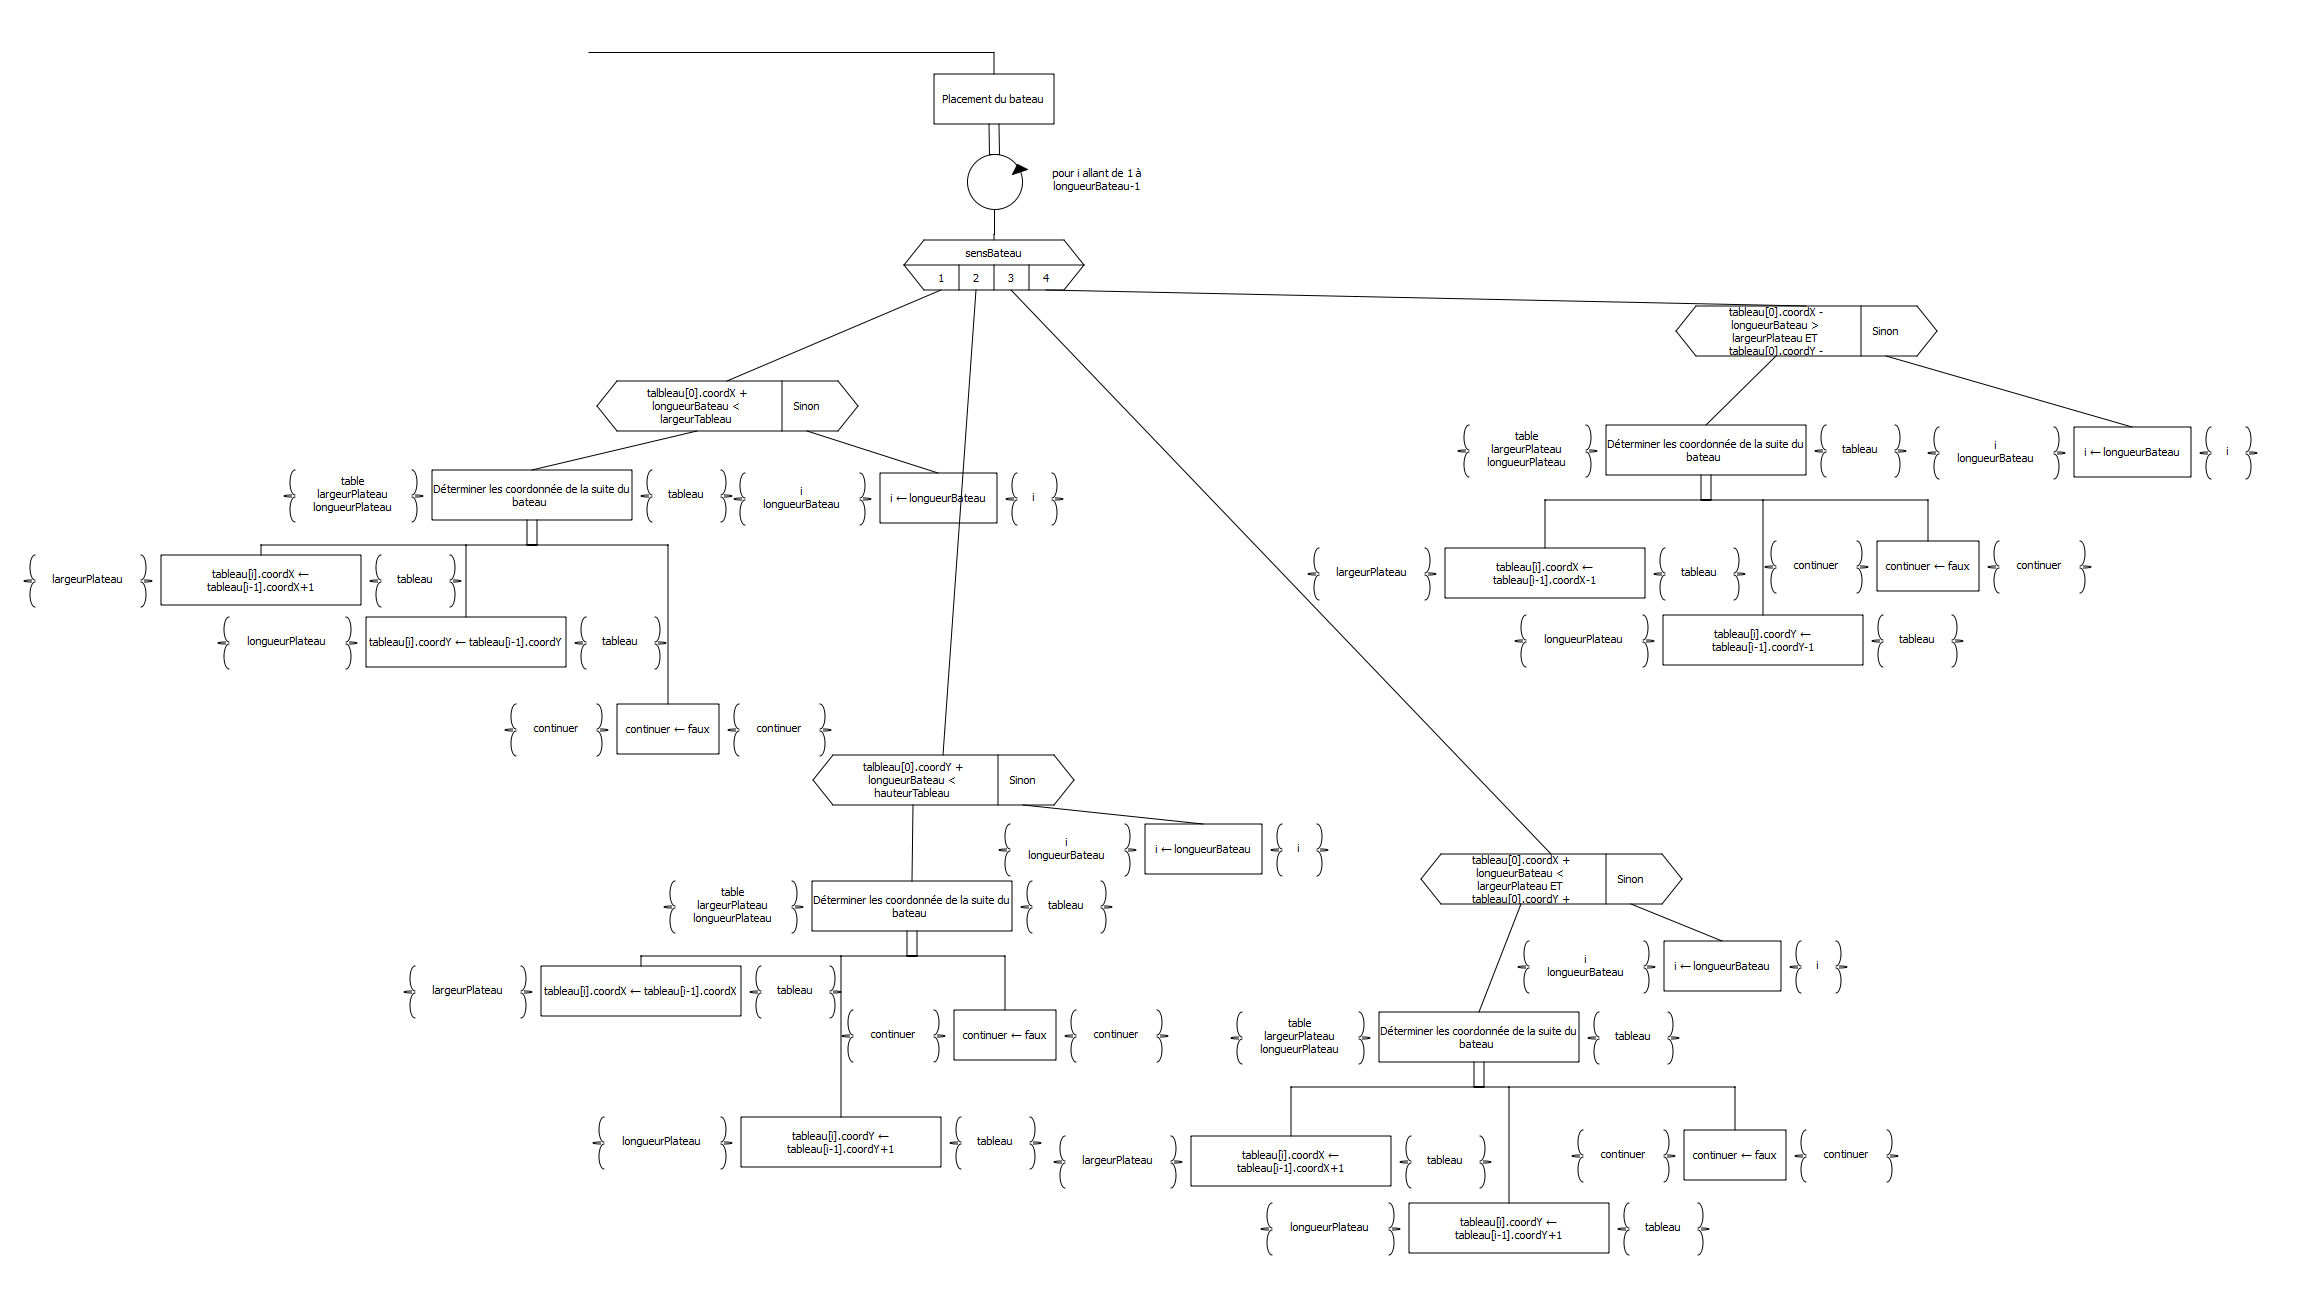 Placement du bateau
pour i allant de 1 à
longueurBateau-1
sensBateau
1
2
3
4
tableau[0].coordX -
longueurBateau >
largeurPlateau ET
tableau[0].coordY -
Sinon
talbleau[0].coordX +
longueurBateau <
largeurTableau
Sinon
table
largeurPlateau
longueurPlateau
Déterminer les coordonnée de la suite du
bateau
tableau
i
longueurBateau
i ← longueurBateau
i
table
largeurPlateau
longueurPlateau
Déterminer les coordonnée de la suite du
bateau
tableau
i
longueurBateau
i ← longueurBateau
i
largeurPlateau
tableau[i].coordX ←
tableau[i-1].coordX+1
tableau
longueurPlateau
tableau[i].coordY ← tableau[i-1].coordY
tableau
continuer
continuer ← faux
continuer
largeurPlateau
tableau[i].coordX ←
tableau[i-1].coordX-1
tableau
continuer
continuer ← faux
continuer
longueurPlateau
tableau[i].coordY ←
tableau[i-1].coordY-1
tableau
talbleau[0].coordY +
longueurBateau <
hauteurTableau
Sinon
i
longueurBateau
i ← longueurBateau
i
table
largeurPlateau
longueurPlateau
Déterminer les coordonnée de la suite du
bateau
tableau
largeurPlateau
tableau[i].coordX ← tableau[i-1].coordX
tableau
continuer
continuer ← faux
continuer
longueurPlateau
tableau[i].coordY ←
tableau[i-1].coordY+1
tableau
tableau[0].coordX +
longueurBateau <
largeurPlateau ET
tableau[0].coordY +
Sinon
i
longueurBateau
i ← longueurBateau
i
table
largeurPlateau
longueurPlateau
Déterminer les coordonnée de la suite du
bateau
tableau
largeurPlateau
tableau[i].coordX ←
tableau[i-1].coordX+1
tableau
continuer
continuer ← faux
continuer
longueurPlateau
tableau[i].coordY ←
tableau[i-1].coordY+1
tableau